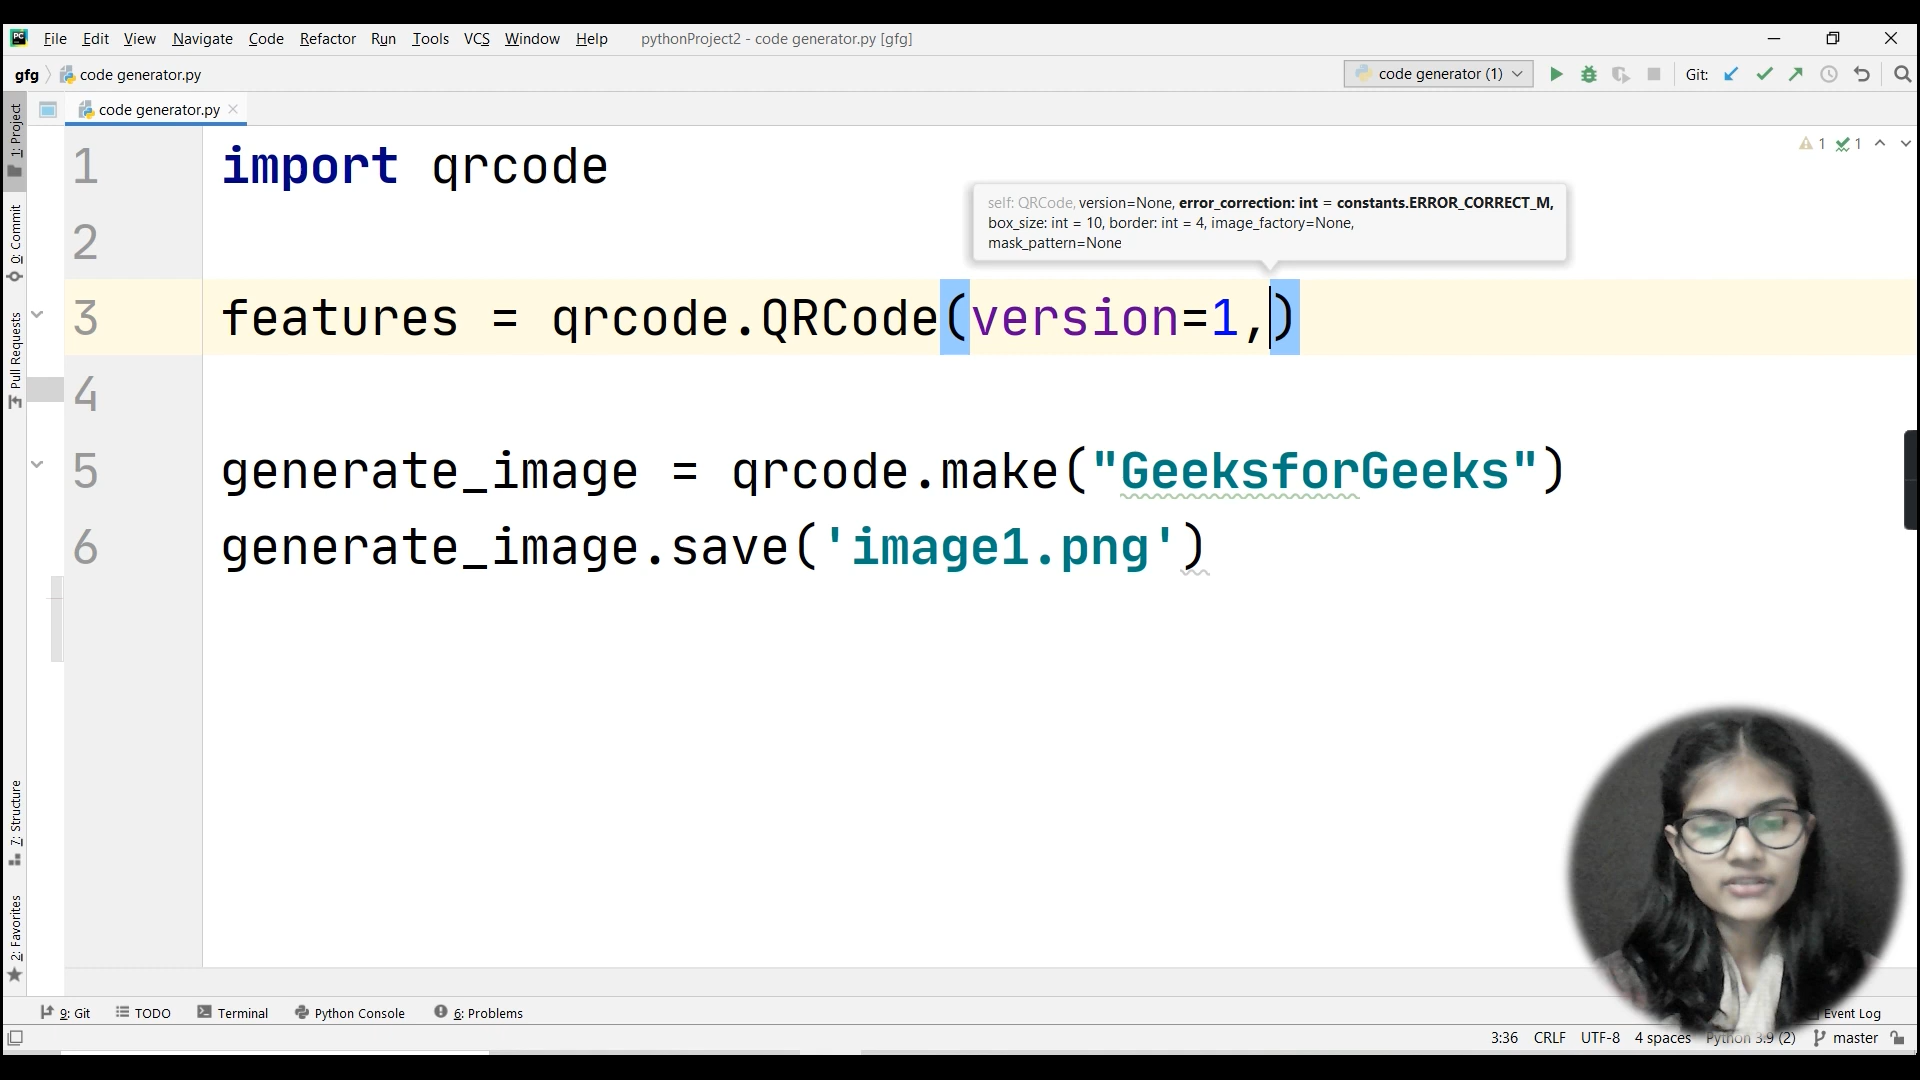 PC File Edit View Navigate Code Refactor Run Tools VCS Window Help pythonProject2 - code generator.py [gfg]
gfg code generator.py code generator (1) Git:
code generator.py
1: Project
0: Commit
Pull Requests
7: Structure
2: Favorites
1 1
1 import qrcode
self: QRCode, version=None, error_correction: int = constants.ERROR_CORRECT_M,
box_size: int = 10, border: int = 4, image_factory=None,
mask_pattern=None
2
3 features = qrcode.QRCode(version=1,)
4
5 generate_image = qrcode.make("GeeksforGeeks")
6 generate_image.save('image1.png')
9: Git TODO Terminal Python Console 6: Problems Event Log
3:36 CRLF UTF-8 4 spaces Python 3.9 (2) master